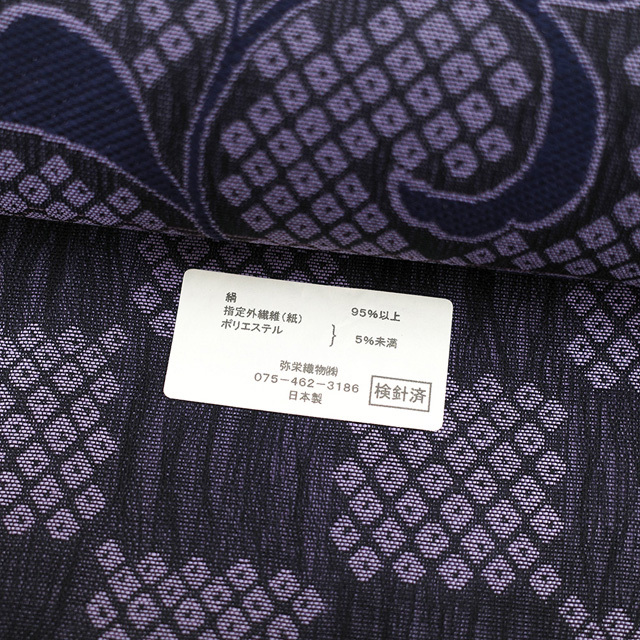 絹 95%以上
指定外繊維(紙)
ポリエステル } 5%未満
弥栄織物㈱
075-462-3186
日本製
検針済